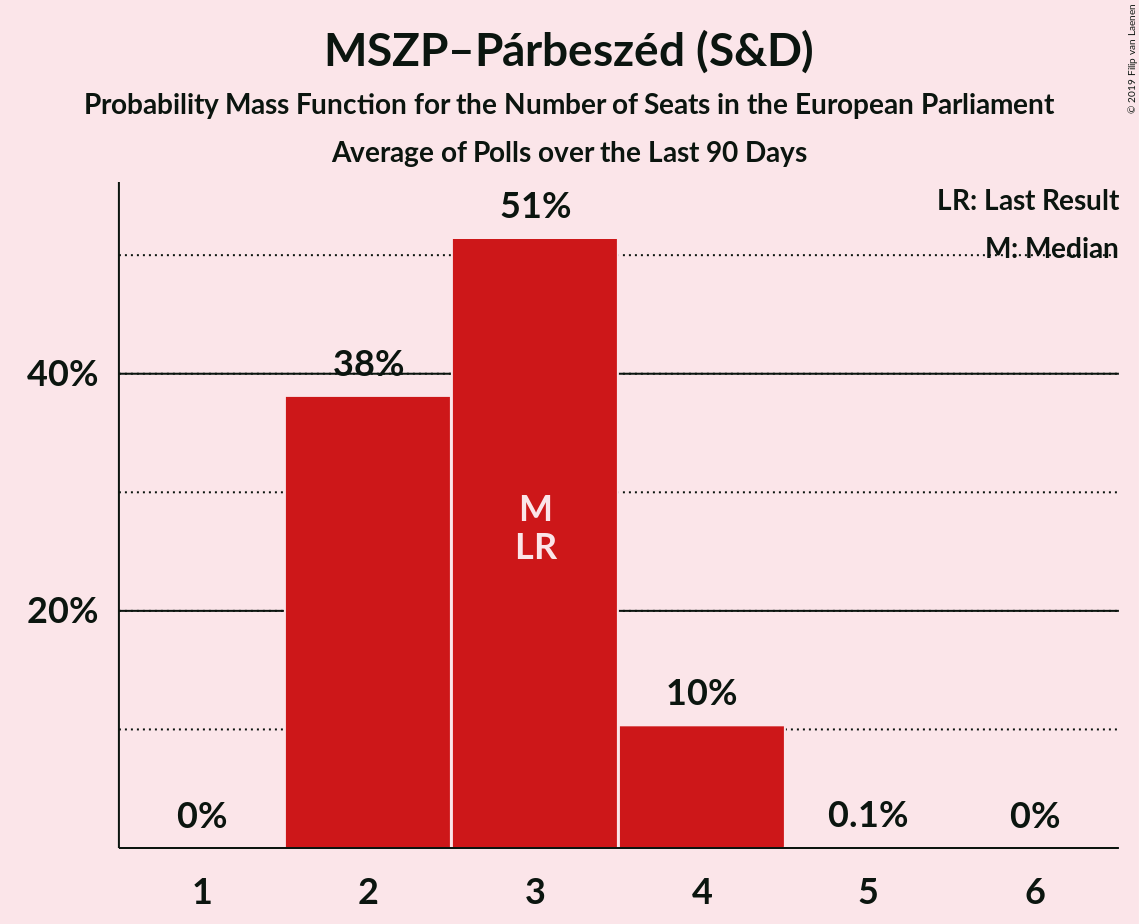 MSZP–Párbeszéd (S&D)
Probability Mass Function for the Number of Seats in the European Parliament
Average of Polls over the Last 90 Days
© 2019 Filip van Laenen
LR: Last Result
M: Median
51%
38%
40%
M
LR
20%
10%
0%
0.1%
0%
1 2 3 4 5 6